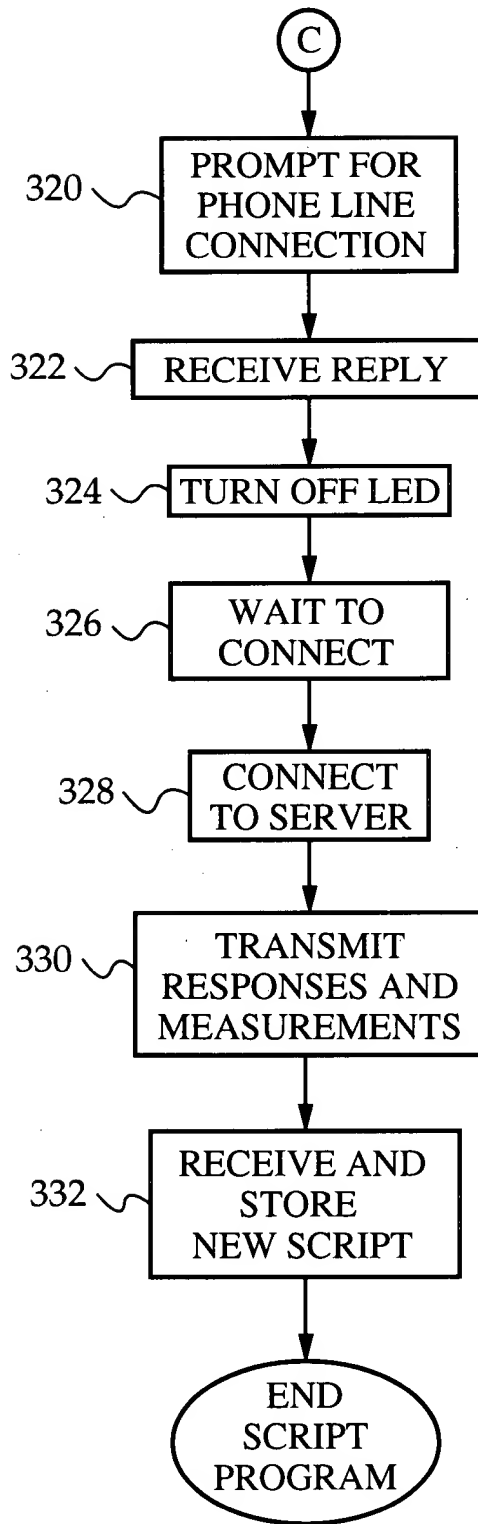 C
320
PROMPT FOR
PHONE LINE
CONNECTION
322
RECEIVE REPLY
324
TURN OFF LED
326
WAIT TO
CONNECT
328
CONNECT
TO SERVER
330
TRANSMIT
RESPONSES AND
MEASUREMENTS
332
RECEIVE AND
STORE
NEW SCRIPT
END
SCRIPT
PROGRAM